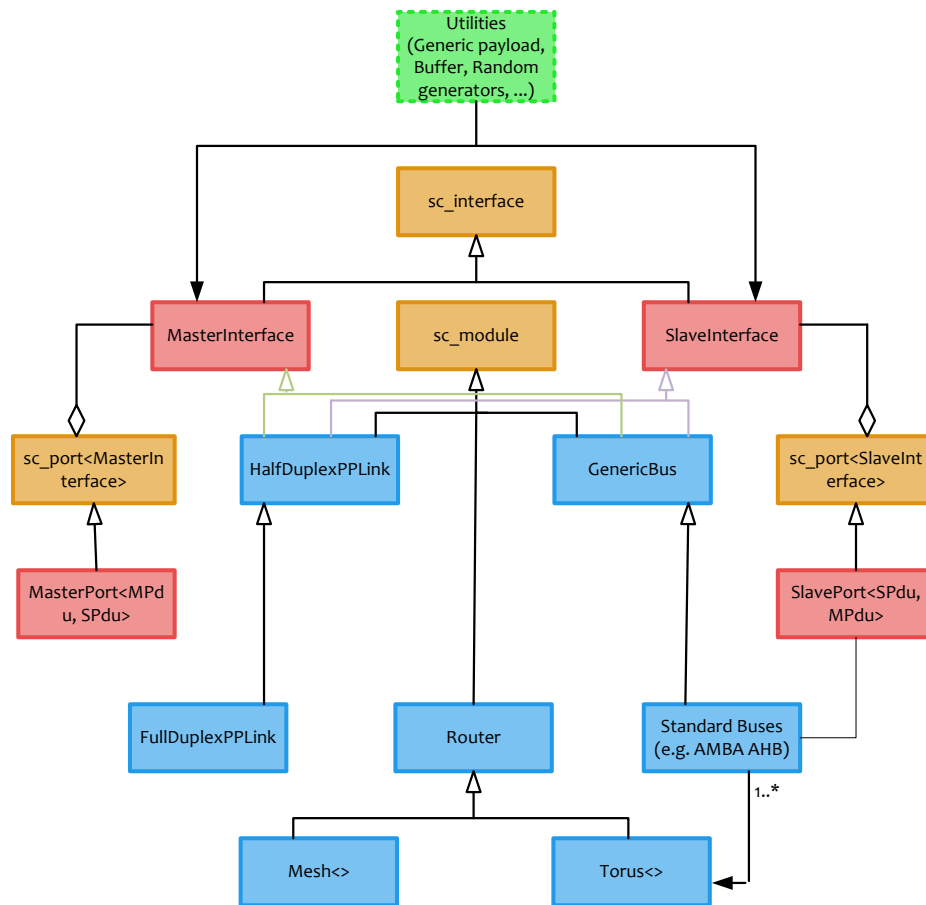 Utilities
(Generic payload,
Buffer, Random
generators, ...)
sc_interface
MasterInterface
sc_module
SlaveInterface
sc_port<MasterIn
terface>
HalfDuplexPPLink
GenericBus
sc_port<SlaveInt
erface>
MasterPort<MPd
u, SPdu>
SlavePort<SPdu,
MPdu>
FullDuplexPPLink
Router
Standard Buses
(e.g. AMBA AHB)
1..*
Mesh<>
Torus<>